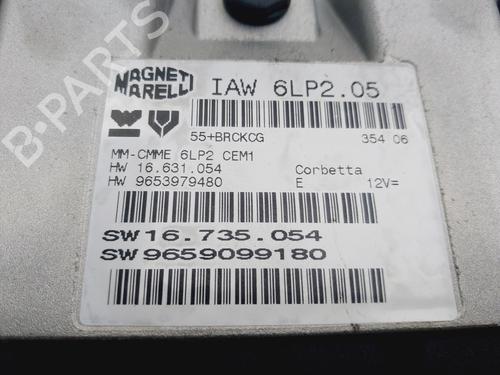 B-PARTS
MAGNETI
MARELLI
IAW 6LP2.05
55+BRCKCG
354 06
MM-CMME 6LP2 CEM1
HW 16.631.054
Corbetta
HW 9653979480
E
12V=
SW16.735.054
SW9659099180